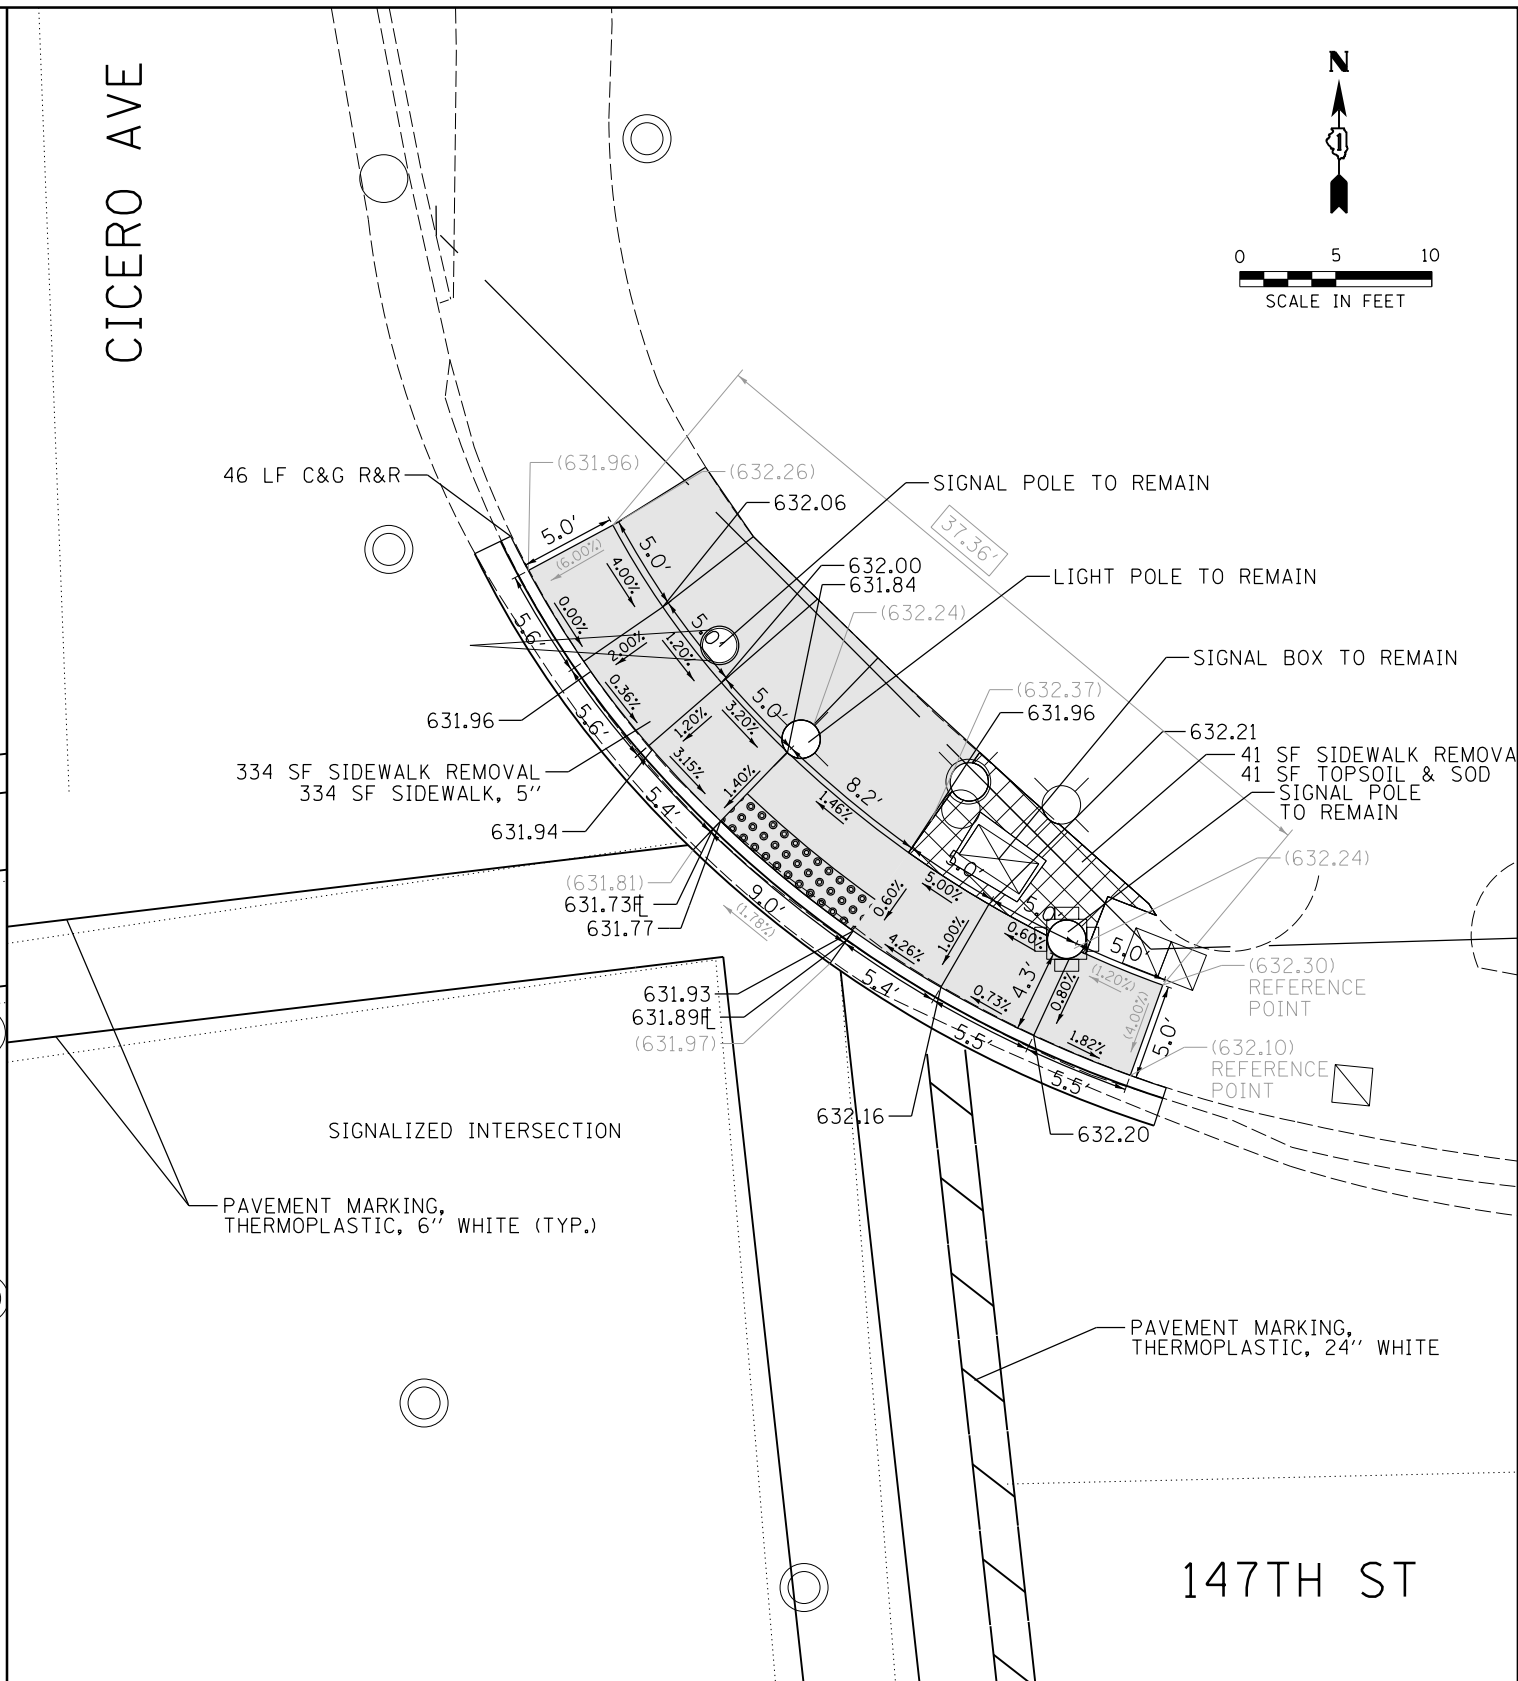 CICERO AVE
N
1
0 5 10
SCALE IN FEET
46 LF C&G R&R
(631.96)
(632.26)
632.06
SIGNAL POLE TO REMAIN
37.36'
5.0'
(6.00%)
5.0'
4.00%
632.00
631.84
LIGHT POLE TO REMAIN
(632.24)
0.00%
5.6'
2.00%
5.0'
1.20%
SIGNAL BOX TO REMAIN
(632.37)
631.96
0.36%
5.6'
631.96
1.20%
3.20%
5.0'
632.21
41 SF SIDEWALK REMOVA
41 SF TOPSOIL & SOD
SIGNAL POLE
TO REMAIN
334 SF SIDEWALK REMOVAL
334 SF SIDEWALK, 5"
3.15%
1.40%
8.2'
1.46%
631.94
5.4'
(632.24)
(631.81)
631.73
631.77
9.0'
(1.78%)
0.60%
5.00%
5.0'
5.0'
0.60%
1.00%
4.26%
5.0'
(1.20%)
4.3'
0.80%
(4.00%)
5.0'
(632.30)
REFERENCE
POINT
631.93
631.89
(631.97)
5.4'
0.73%
1.82%
5.5'
5.5'
(632.10)
REFERENCE
POINT
632.16
632.20
SIGNALIZED INTERSECTION
PAVEMENT MARKING,
THERMOPLASTIC, 6" WHITE (TYP.)
PAVEMENT MARKING,
THERMOPLASTIC, 24" WHITE
147TH ST